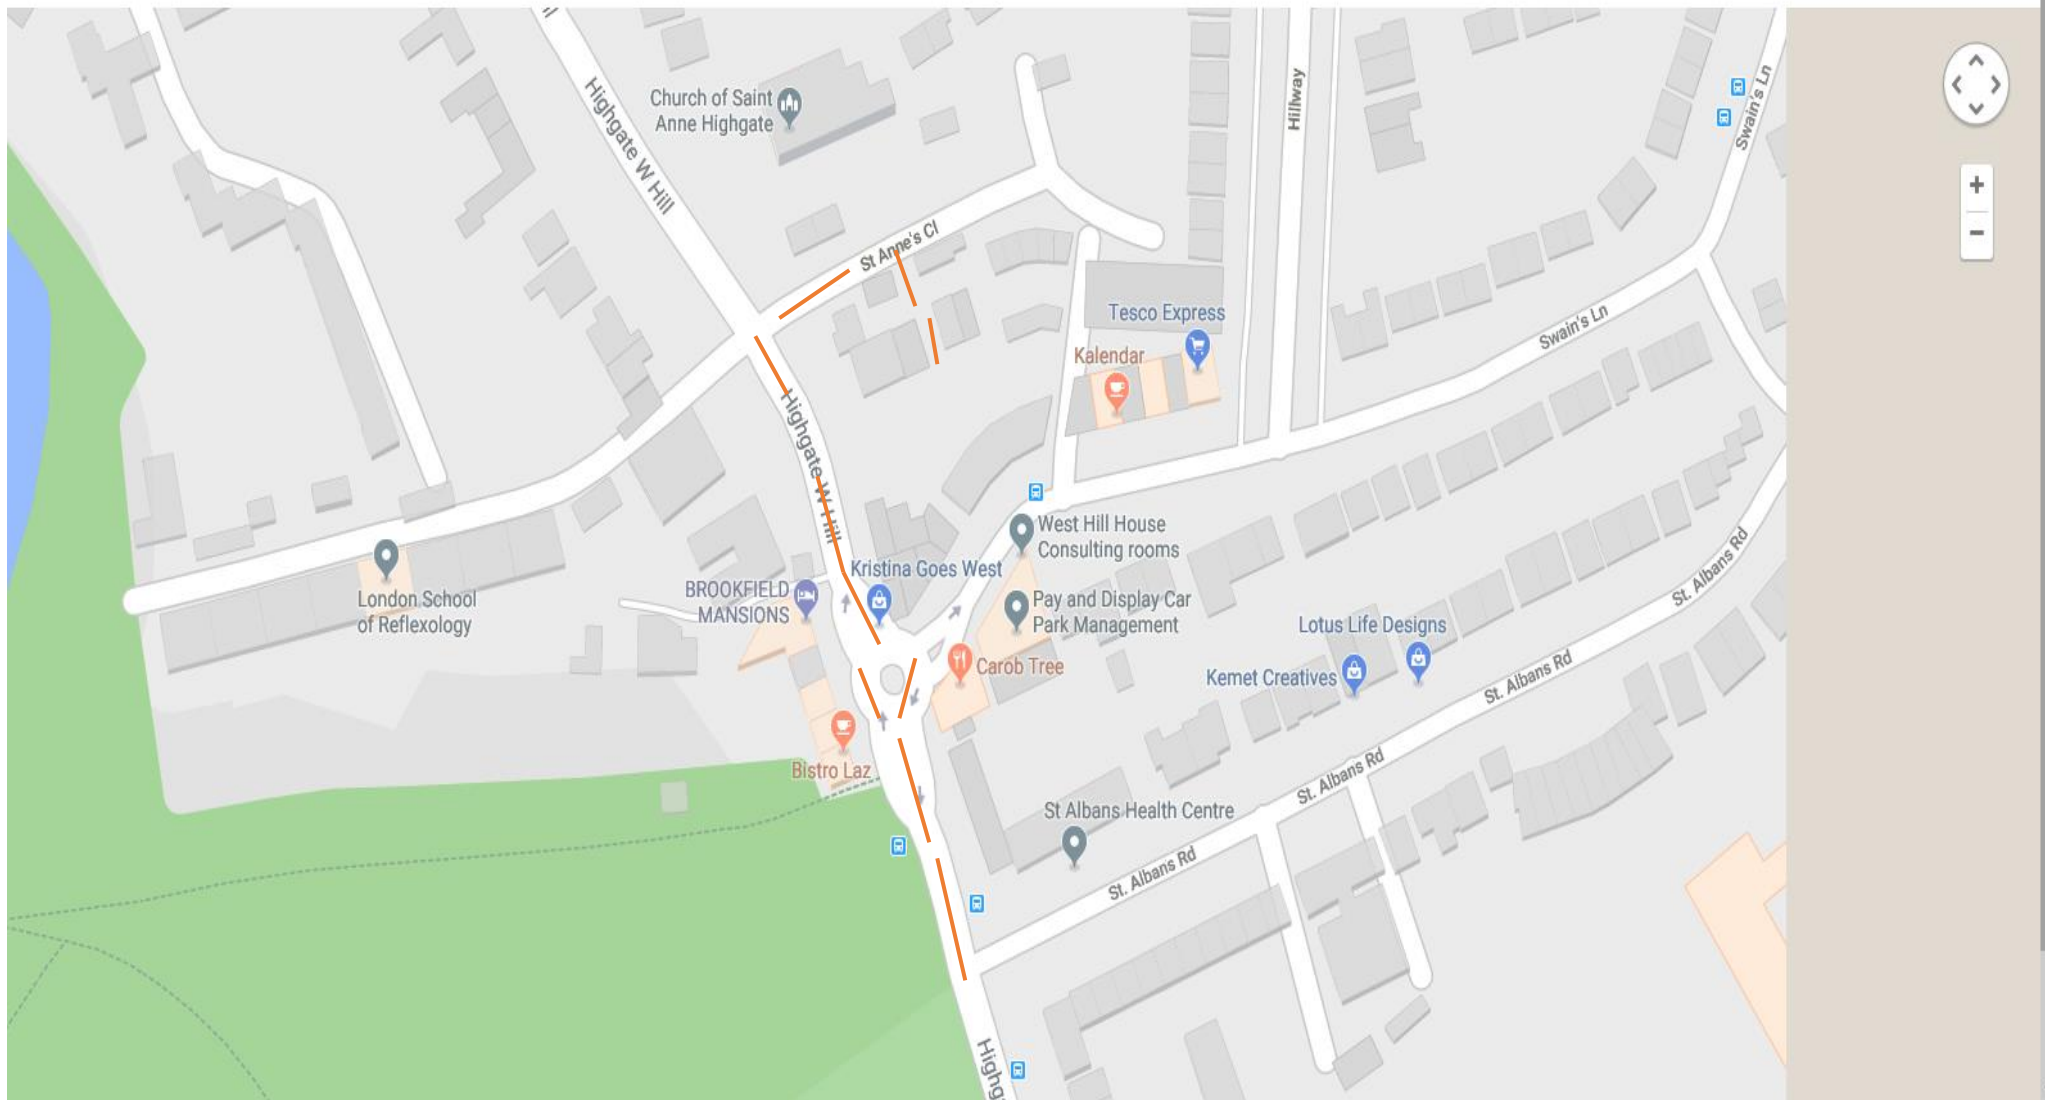 Church of Saint
Anne Highgate
Highgate W Hill
Hillway
Swain's Ln
St Anne's Cl
Tesco Express
Swain's Ln
Kalendar
Highgate W Hill
West Hill House
Consulting rooms
Kristina Goes West
BROOKFIELD
MANSIONS
London School
of Reflexology
Pay and Display Car
Park Management
St. Albans Rd
Lotus Life Designs
Carob Tree
Kemet Creatives
St. Albans Rd
Bistro Laz
St. Albans Rd
St Albans Health Centre
St. Albans Rd
Highg